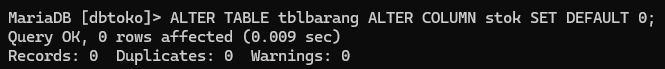 MariaDB [dbtoko]> ALTER TABLE tblbarang ALTER COLUMN stok SET DEFAULT 0;
Query OK, 0 rows affected (0.009 sec)
Records: 0  Duplicates: 0  Warnings: 0